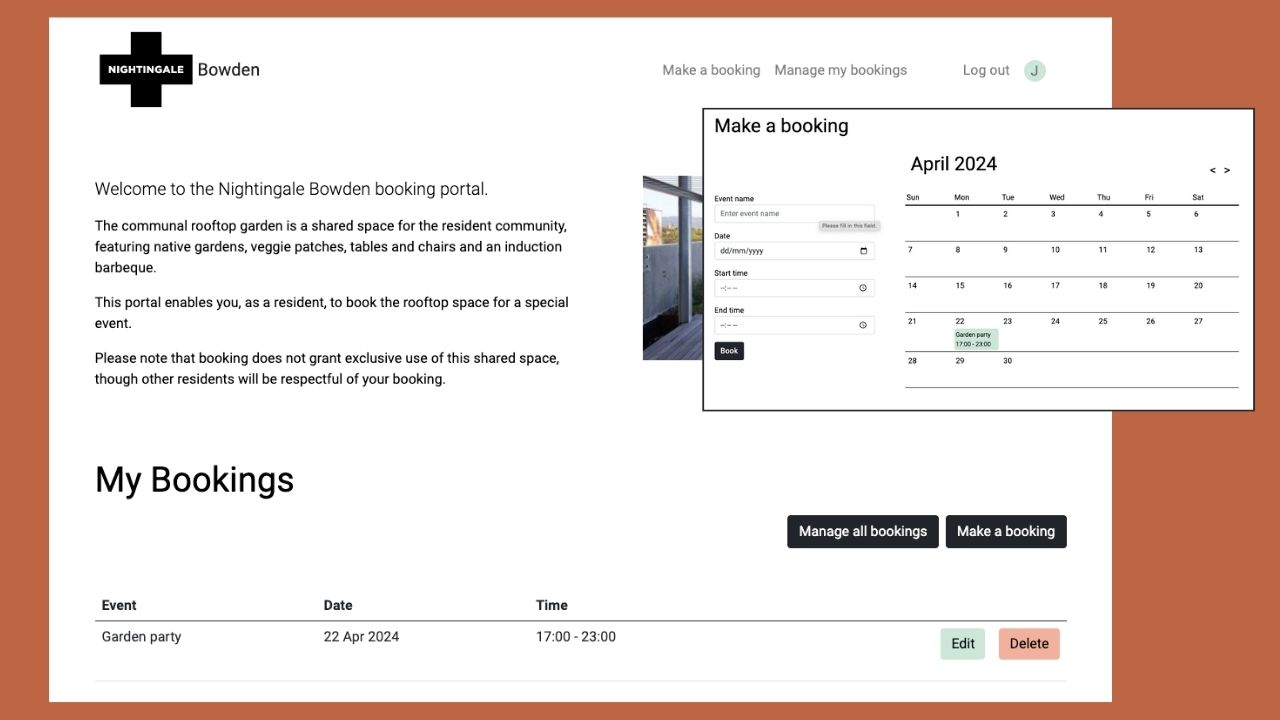 NIGHTINGALE Bowden
Make a booking Manage my bookings Log out J
Welcome to the Nightingale Bowden booking portal.
The communal rooftop garden is a shared space for the resident community,
featuring native gardens, veggie patches, tables and chairs and an induction
barbeque.
This portal enables you, as a resident, to book the rooftop space for a special
event.
Please note that booking does not grant exclusive use of this shared space,
though other residents will be respectful of your booking.
Make a booking
Event name
Enter event name
Please fill in this field.
Date
dd/mm/yyyy
Start time
--:-- --
End time
--:-- --
Book
April 2024
< >
Sun Mon Tue Wed Thu Fri Sat
1 2 3 4 5 6
7 8 9 10 11 12 13
14 15 16 17 18 19 20
21 22 23 24 25 26 27
Garden party
17:00 - 23:00
28 29 30
My Bookings
Manage all bookings Make a booking
Event Date Time
Garden party 22 Apr 2024 17:00 - 23:00 Edit Delete